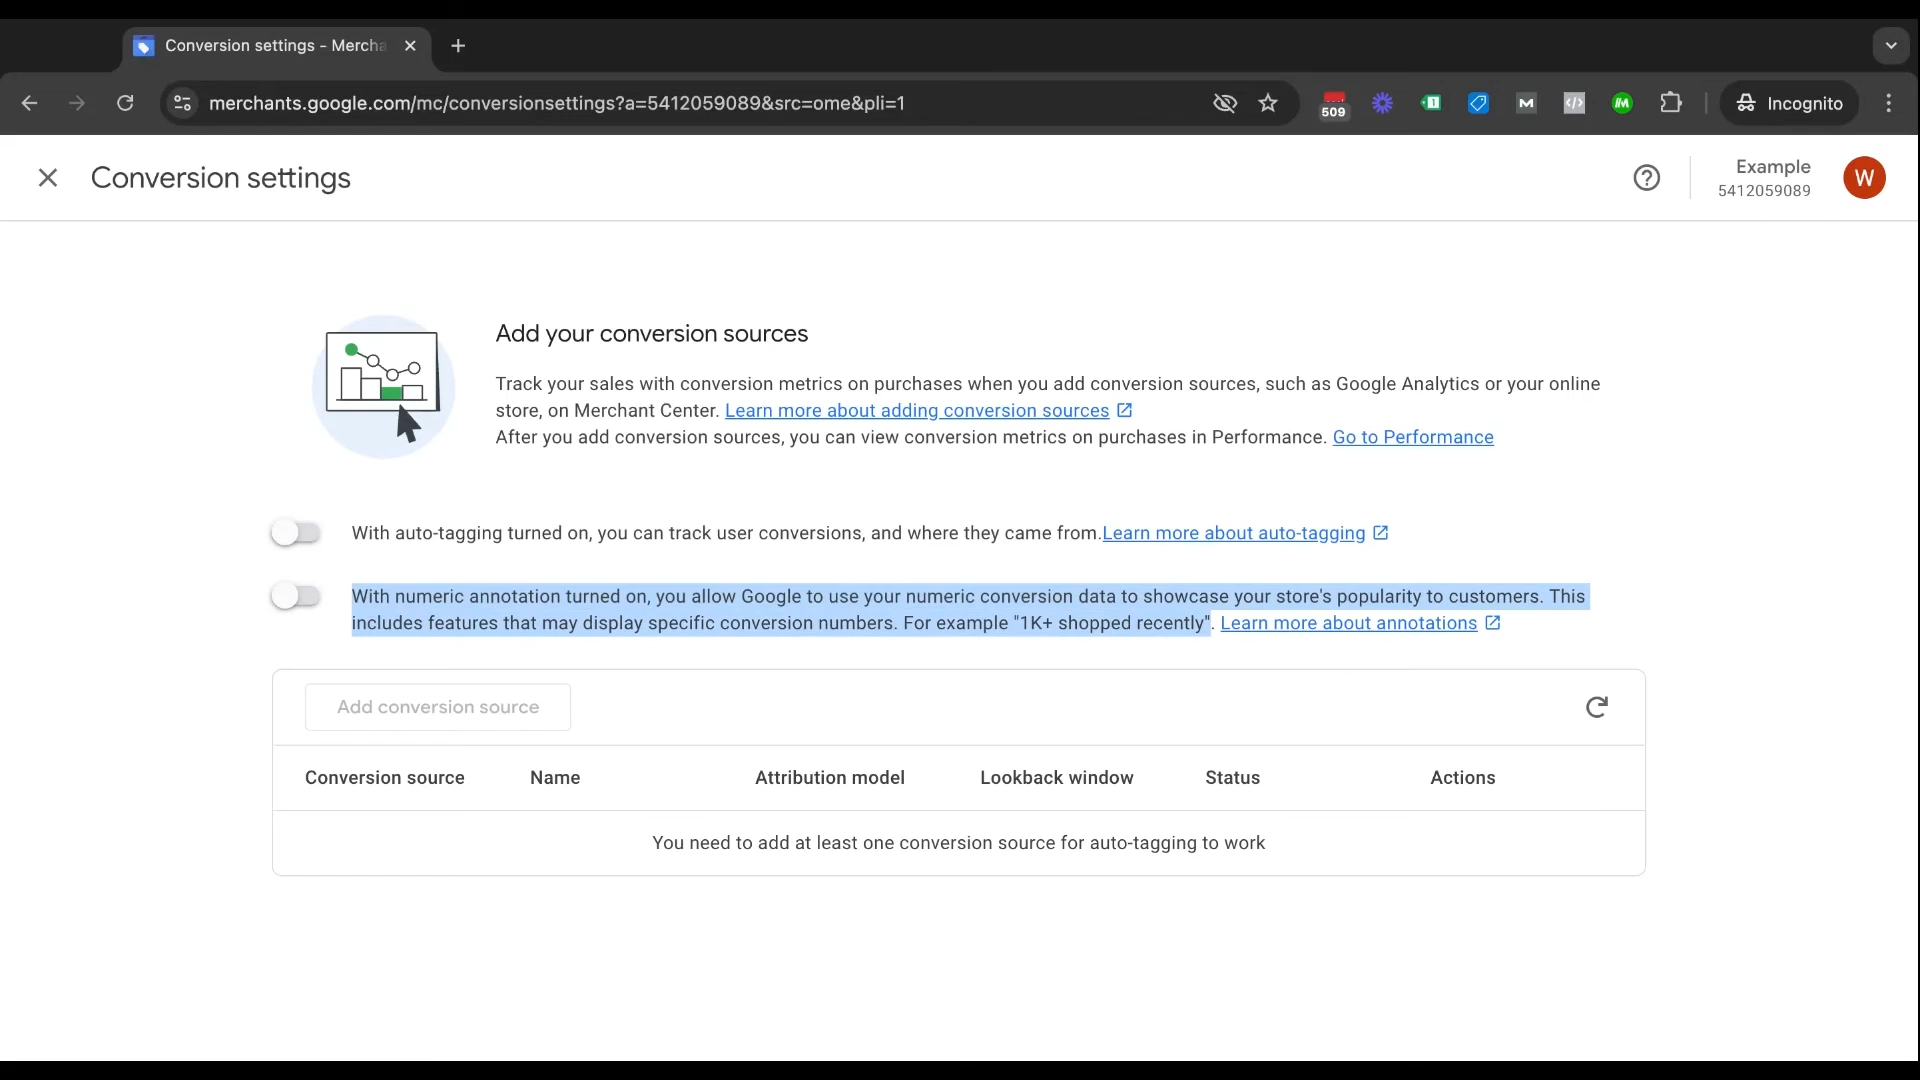 Conversion settings - Mercha
merchants.google.com/mc/conversionsettings?a=5412059089&src=ome&pli=1
509
1
M
</>
Incognito
Conversion settings
Example
5412059089
W
Add your conversion sources
Track your sales with conversion metrics on purchases when you add conversion sources, such as Google Analytics or your online
store, on Merchant Center. Learn more about adding conversion sources
After you add conversion sources, you can view conversion metrics on purchases in Performance. Go to Performance
With auto-tagging turned on, you can track user conversions, and where they came from.Learn more about auto-tagging
With numeric annotation turned on, you allow Google to use your numeric conversion data to showcase your store's popularity to customers. This
includes features that may display specific conversion numbers. For example "1K+ shopped recently". Learn more about annotations
Add conversion source
Conversion source Name Attribution model Lookback window Status Actions
You need to add at least one conversion source for auto-tagging to work